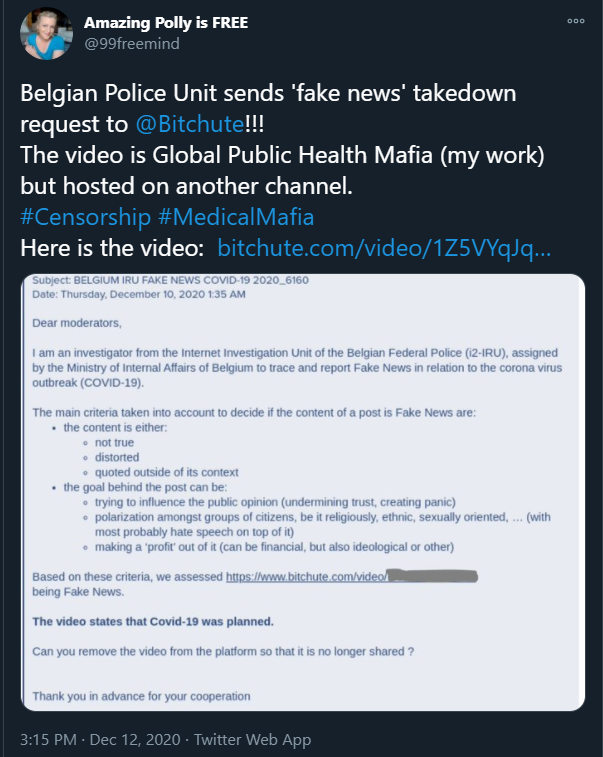 Amazing Polly is FREE
@99freemind
Belgian Police Unit sends 'fake news' takedown
request to @Bitchute!!!
The video is Global Public Health Mafia (my work)
but hosted on another channel.
#Censorship #MedicalMafia
Here is the video: bitchute.com/video/1Z5VYqJq...
Subject: BELGIUM IRU FAKE NEWS COVID-19 2020_6160
Date: Thursday, December 10, 2020 1:35 AM
Dear moderators,
I am an investigator from the Internet Investigation Unit of the Belgian Federal Police (i2-IRU), assigned
by the Ministry of Internal Affairs of Belgium to trace and report Fake News in relation to the corona virus
outbreak (COVID-19).
The main criteria taken into account to decide if the content of a post is Fake News are:
• the content is either:
◦ not true
◦ distorted
◦ quoted outside of its context
• the goal behind the post can be:
◦ trying to influence the public opinion (undermining trust, creating panic)
◦ polarization amongst groups of citizens, be it religiously, ethnic, sexually oriented, ... (with
most probably hate speech on top of it)
◦ making a 'profit' out of it (can be financial, but also ideological or other)
Based on these criteria, we assessed https://www.bitchute.com/video/
being Fake News.
The video states that Covid-19 was planned.
Can you remove the video from the platform so that it is no longer shared ?
Thank you in advance for your cooperation
3:15 PM · Dec 12, 2020 · Twitter Web App